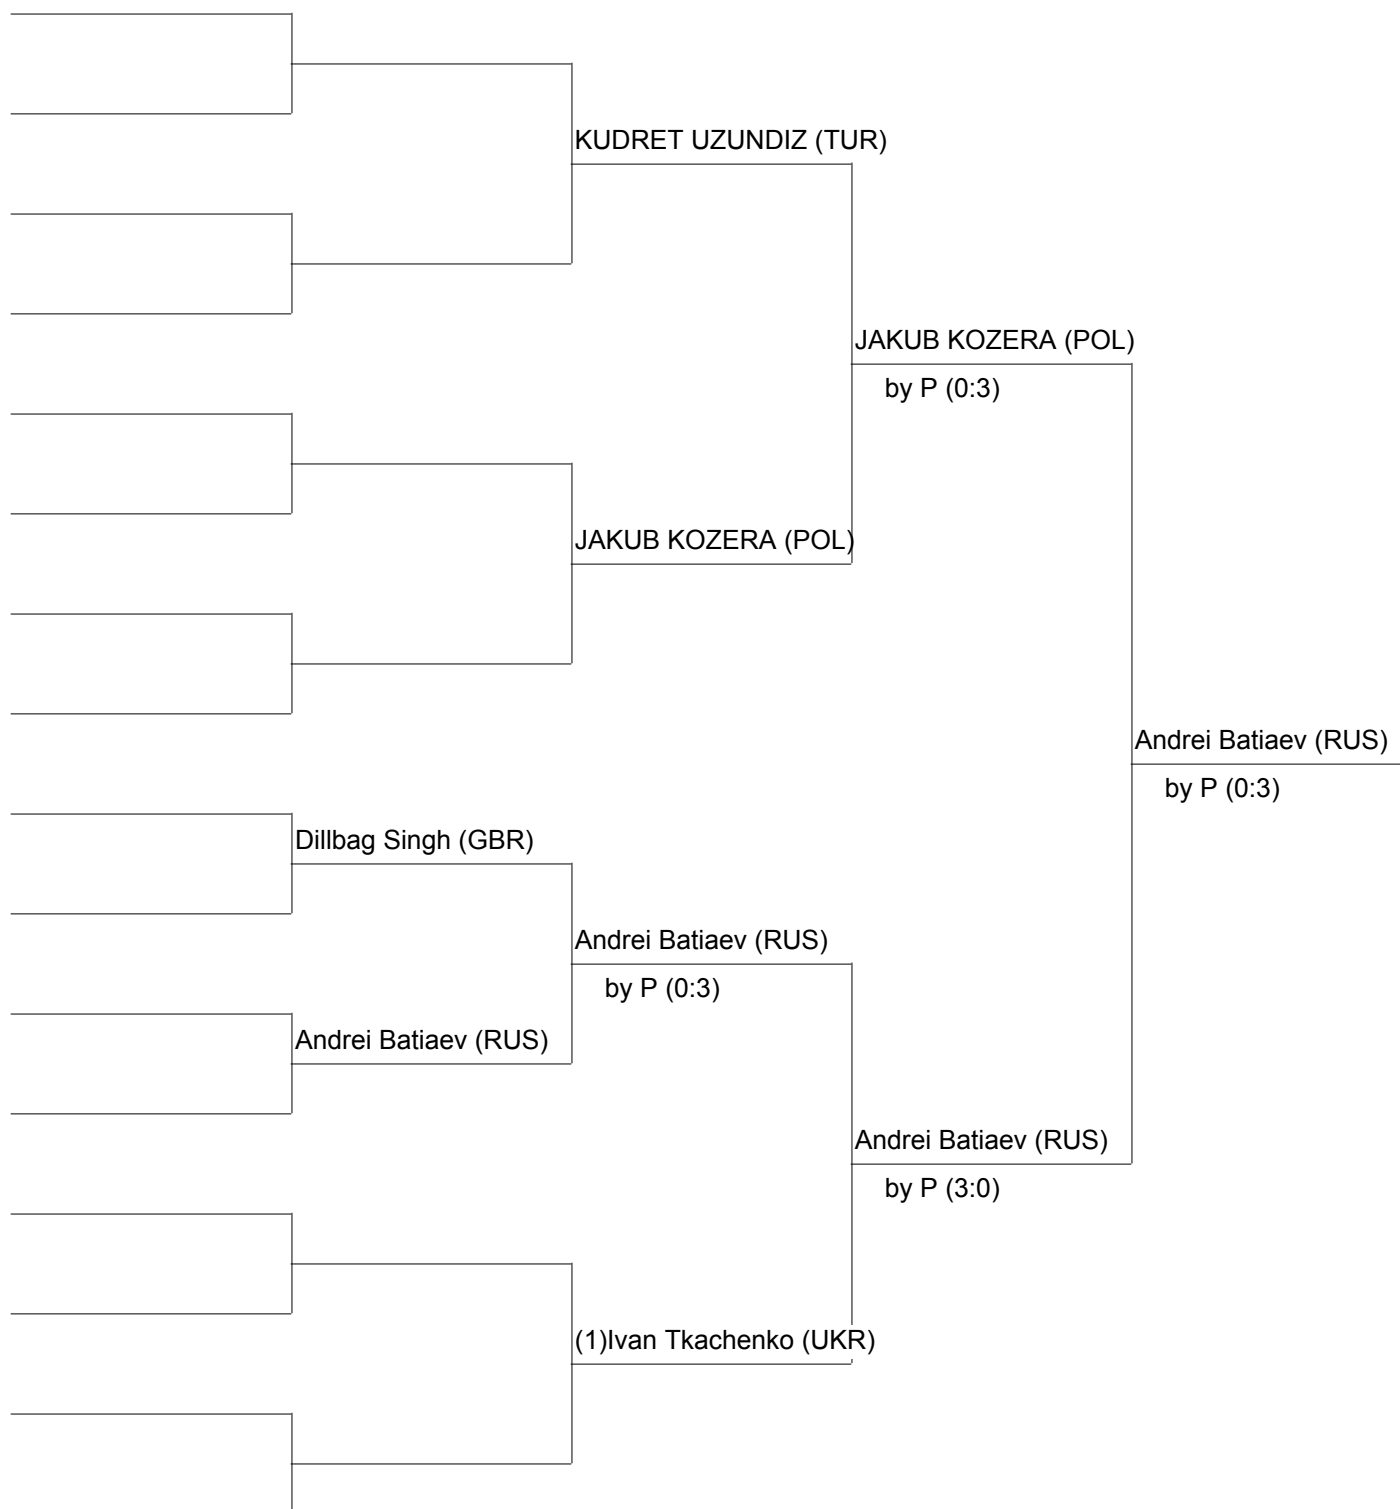 KUDRET UZUNDIZ (TUR)
JAKUB KOZERA (POL)
by P (0:3)
JAKUB KOZERA (POL)
Andrei Batiaev (RUS)
by P (0:3)
Dillbag Singh (GBR)
Andrei Batiaev (RUS)
by P (0:3)
Andrei Batiaev (RUS)
Andrei Batiaev (RUS)
by P (3:0)
(1)Ivan Tkachenko (UKR)